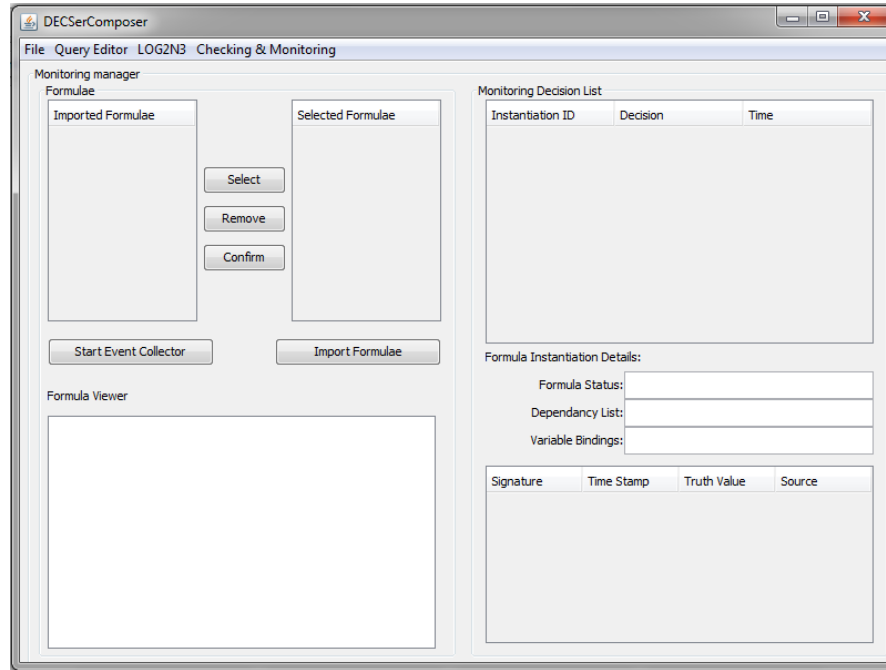 DECSerComposer
File Query Editor LOG2N3 Checking & Monitoring
Monitoring manager
Formulae
Imported Formulae
Selected Formulae
Select
Remove
Confirm
Start Event Collector
Import Formulae
Formula Viewer
Monitoring Decision List
Instantiation ID Decision Time
Formula Instantiation Details:
Formula Status:
Dependancy List:
Variable Bindings:
Signature Time Stamp Truth Value Source